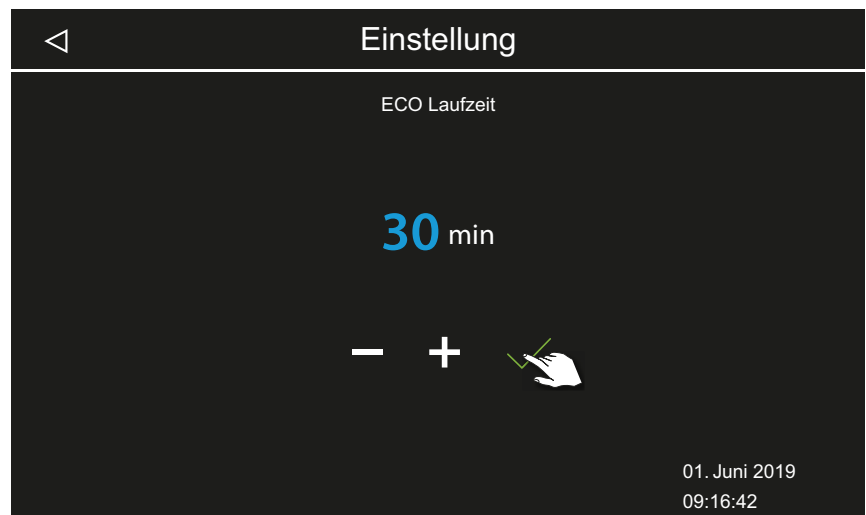 Einstellung
ECO Laufzeit
30 min
01. Juni 2019
09:16:42